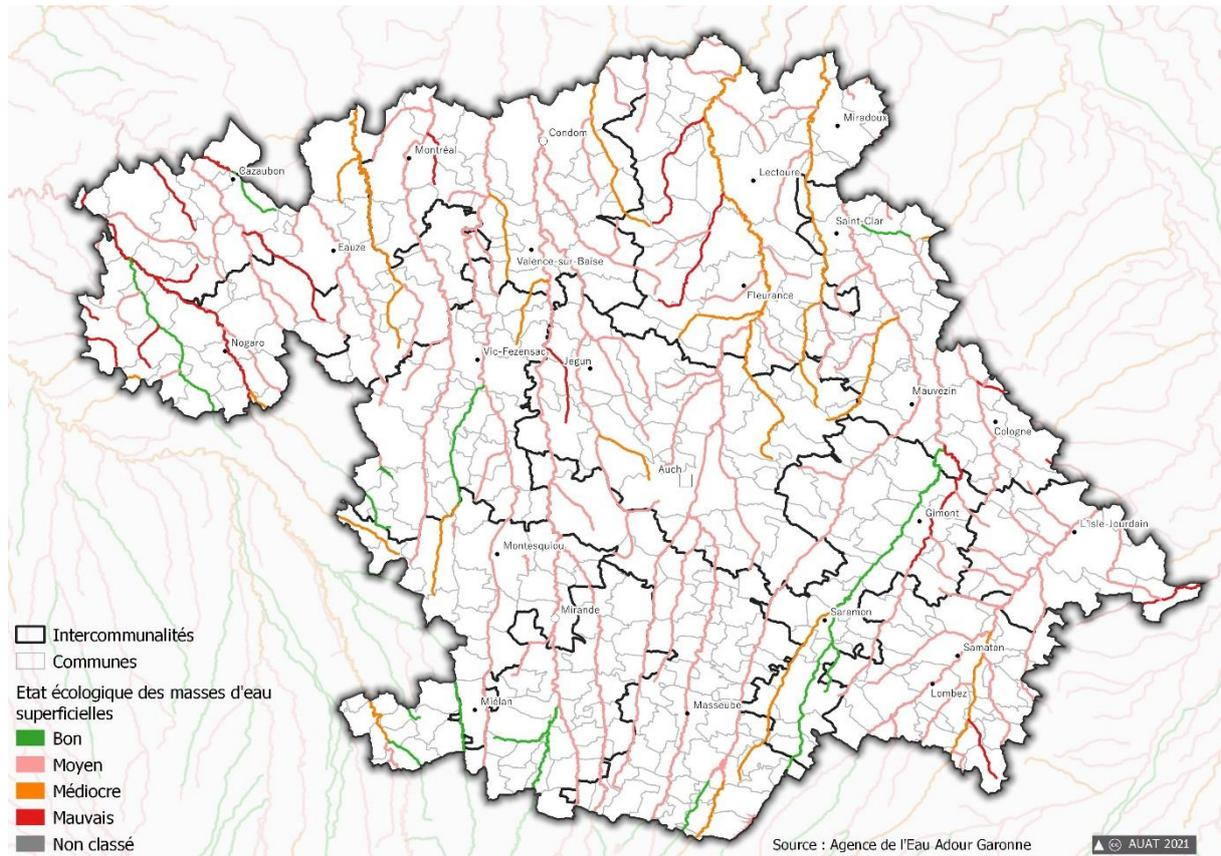 Condom
Miradoux
Montréal
Cazaubon
Lectoure
Saint-Clar
Eauze
Valence-sur-Baïse
Fleurance
Nogaro
Vic-Fezensac
Jegun
Mauvezin
Cologne
Auch
Gimont
L'Isle-Jourdain
Montesquiou
Mirande
Saramon
Samatan
Lombez
Miélan
Masseube
Intercommunalités
Communes
Etat écologique des masses d'eau
superficielles
Bon
Moyen
Médiocre
Mauvais
Non classé
Source : Agence de l'Eau Adour Garonne
cc AUAT 2021